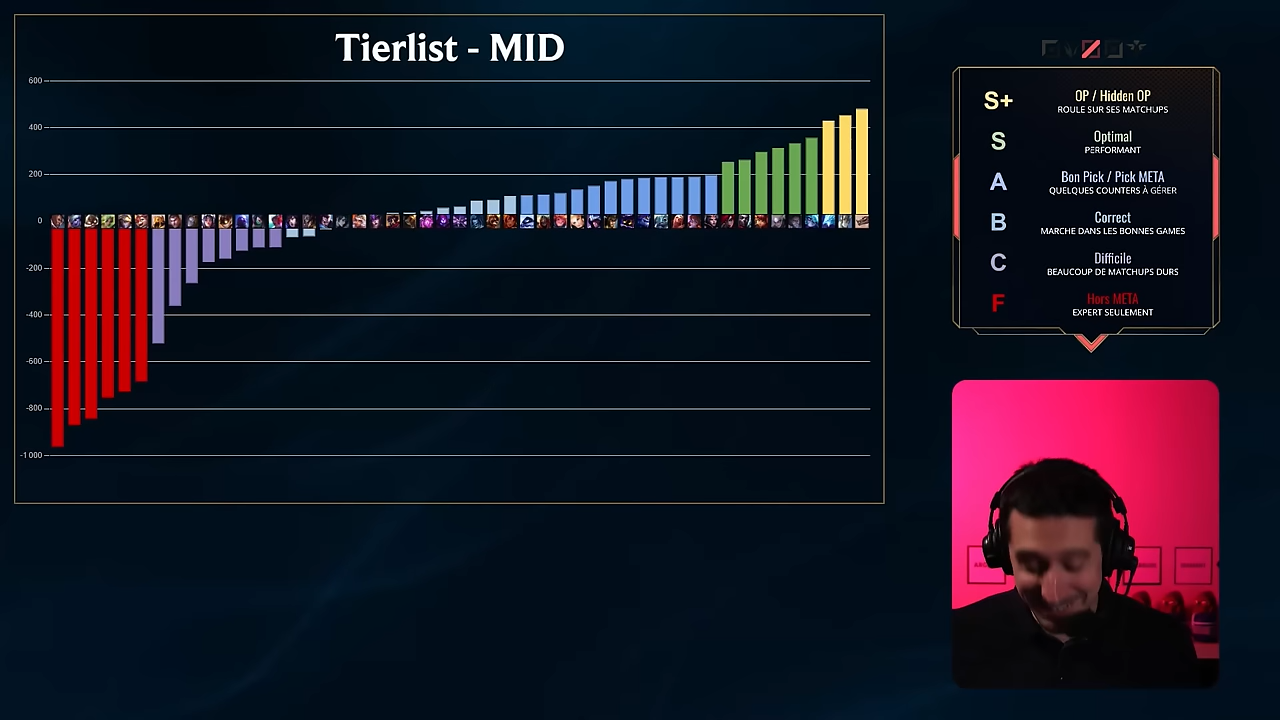 Tierlist - MID
600
400
200
0
-200
-400
-600
-800
-1 000
S+
OP / Hidden OP
ROULE SUR SES MATCHUPS
S
Optimal
PERFORMANT
A
Bon Pick / Pick META
QUELQUES COUNTERS À GÉRER
B
Correct
MARCHE DANS LES BONNES GAMES
C
Difficile
BEAUCOUP DE MATCHUPS DURS
F
Hors META
EXPERT SEULEMENT